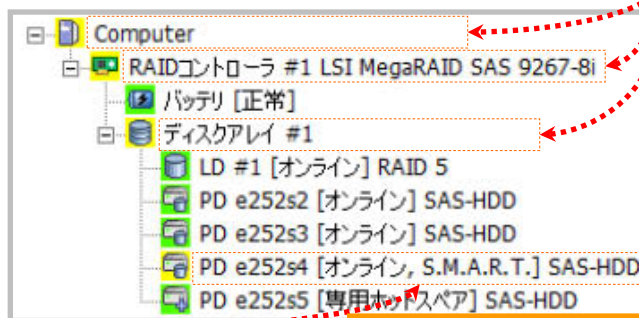 Computer
RAIDコントローラ #1 LSI MegaRAID SAS 9267-8i
バッテリ [正常]
ディスクアレイ #1
LD #1 [オンライン] RAID 5
PD e252s2 [オンライン] SAS-HDD
PD e252s3 [オンライン] SAS-HDD
PD e252s4 [オンライン, S.M.A.R.T.] SAS-HDD
PD e252s5 [専用ホットスペア] SAS-HDD